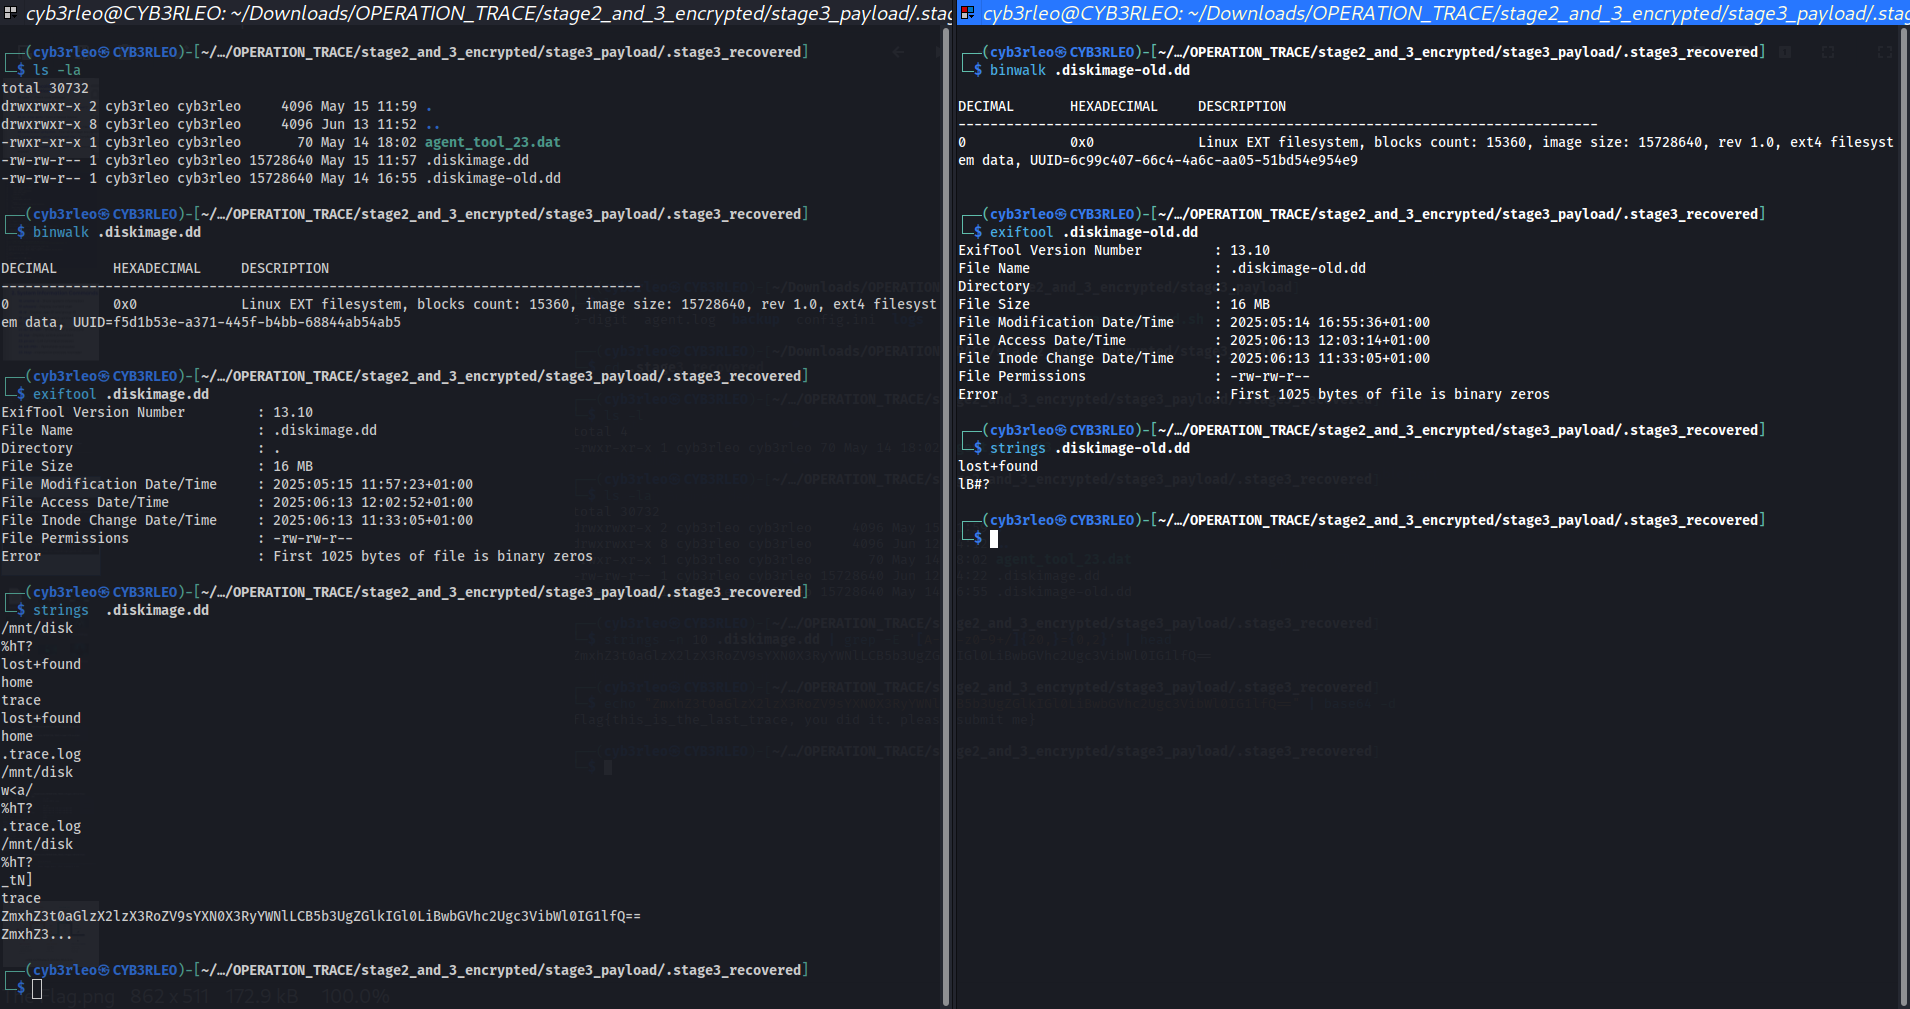 cyb3rleo@CYB3RLEO: ~/Downloads/OPERATION_TRACE/stage2_and_3_encrypted/stage3_payload/.stag
┌──(cyb3rleo㉿CYB3RLEO)-[~/…/OPERATION_TRACE/stage2_and_3_encrypted/stage3_payload/.stage3_recovered]
└─$ ls -la
total 30732
drwxrwxr-x 2 cyb3rleo cyb3rleo     4096 May 15 11:59 .
drwxrwxr-x 8 cyb3rleo cyb3rleo     4096 Jun 13 11:52 ..
-rwxr-xr-x 1 cyb3rleo cyb3rleo       70 May 14 18:02 agent_tool_23.dat
-rw-rw-r-- 1 cyb3rleo cyb3rleo 15728640 May 15 11:57 .diskimage.dd
-rw-rw-r-- 1 cyb3rleo cyb3rleo 15728640 May 14 16:55 .diskimage-old.dd
┌──(cyb3rleo㉿CYB3RLEO)-[~/…/OPERATION_TRACE/stage2_and_3_encrypted/stage3_payload/.stage3_recovered]
└─$ binwalk .diskimage.dd
DECIMAL       HEXADECIMAL     DESCRIPTION
--------------------------------------------------------------------------------
0             0x0             Linux EXT filesystem, blocks count: 15360, image size: 15728640, rev 1.0, ext4 filesyst
em data, UUID=f5d1b53e-a371-445f-b4bb-68844ab54ab5
┌──(cyb3rleo㉿CYB3RLEO)-[~/…/OPERATION_TRACE/stage2_and_3_encrypted/stage3_payload/.stage3_recovered]
└─$ exiftool .diskimage.dd
ExifTool Version Number         : 13.10
File Name                       : .diskimage.dd
Directory                       : .
File Size                       : 16 MB
File Modification Date/Time     : 2025:05:15 11:57:23+01:00
File Access Date/Time           : 2025:06:13 12:02:52+01:00
File Inode Change Date/Time     : 2025:06:13 11:33:05+01:00
File Permissions                : -rw-rw-r--
Error                           : First 1025 bytes of file is binary zeros
┌──(cyb3rleo㉿CYB3RLEO)-[~/…/OPERATION_TRACE/stage2_and_3_encrypted/stage3_payload/.stage3_recovered]
└─$ strings  .diskimage.dd
/mnt/disk
%hT?
lost+found
home
trace
lost+found
home
.trace.log
/mnt/disk
w<a/
%hT?
.trace.log
/mnt/disk
%hT?
_tN]
trace
ZmxhZ3t0aGlzX2lzX3RoZV9sYXN0X3RyYWNlLCB5b3UgZGlkIGl0LiBwbGVhc2Ugc3VibWl0IG1lfQ==
ZmxhZ3...
┌──(cyb3rleo㉿CYB3RLEO)-[~/…/OPERATION_TRACE/stage2_and_3_encrypted/stage3_payload/.stage3_recovered]
└─$
Flag.png   862 x 511   172.9 kB   100.0%
cyb3rleo@CYB3RLEO: ~/Downloads/OPERATION_TRACE/stage2_and_3_encrypted/stage3_payload/.stag
┌──(cyb3rleo㉿CYB3RLEO)-[~/…/OPERATION_TRACE/stage2_and_3_encrypted/stage3_payload/.stage3_recovered]
└─$ binwalk .diskimage-old.dd
DECIMAL       HEXADECIMAL     DESCRIPTION
--------------------------------------------------------------------------------
0             0x0             Linux EXT filesystem, blocks count: 15360, image size: 15728640, rev 1.0, ext4 filesyst
em data, UUID=6c99c407-66c4-4a6c-aa05-51bd54e954e9
┌──(cyb3rleo㉿CYB3RLEO)-[~/…/OPERATION_TRACE/stage2_and_3_encrypted/stage3_payload/.stage3_recovered]
└─$ exiftool .diskimage-old.dd
ExifTool Version Number         : 13.10
File Name                       : .diskimage-old.dd
Directory                       : .
File Size                       : 16 MB
File Modification Date/Time     : 2025:05:14 16:55:36+01:00
File Access Date/Time           : 2025:06:13 12:03:14+01:00
File Inode Change Date/Time     : 2025:06:13 11:33:05+01:00
File Permissions                : -rw-rw-r--
Error                           : First 1025 bytes of file is binary zeros
┌──(cyb3rleo㉿CYB3RLEO)-[~/…/OPERATION_TRACE/stage2_and_3_encrypted/stage3_payload/.stage3_recovered]
└─$ strings .diskimage-old.dd
lost+found
lB#?
┌──(cyb3rleo㉿CYB3RLEO)-[~/…/OPERATION_TRACE/stage2_and_3_encrypted/stage3_payload/.stage3_recovered]
└─$